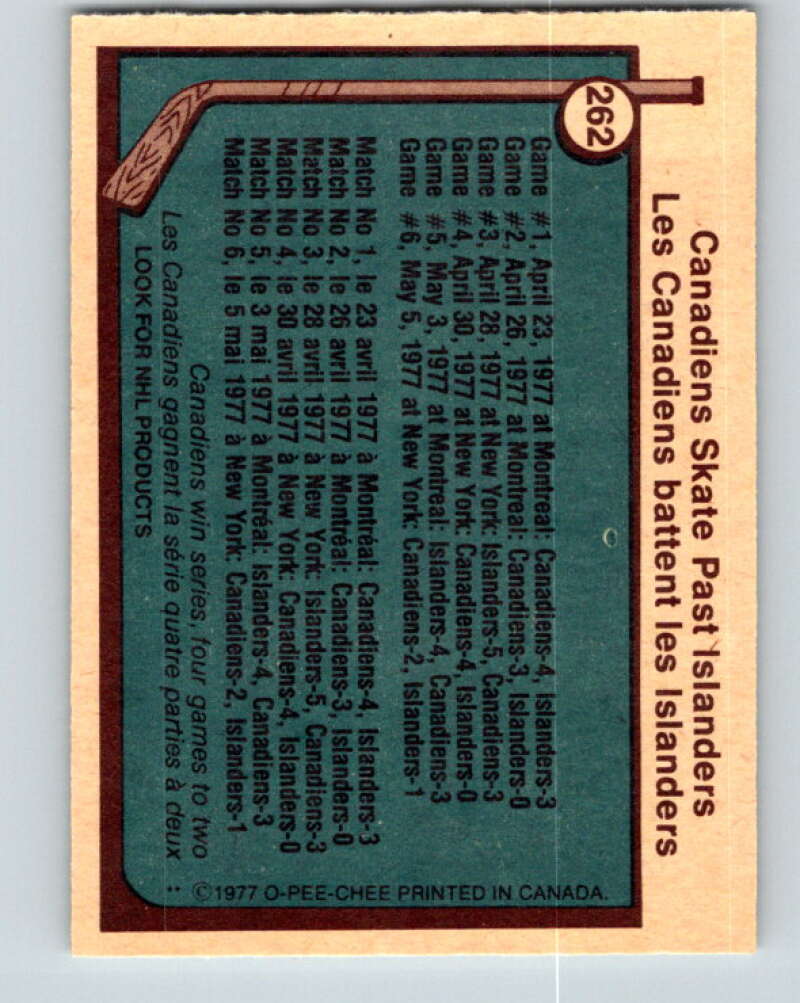 Canadiens Skate Past Islanders
Les Canadiens battent les Islanders
262
Game #1, April 23, 1977 at Montreal: Canadiens-4, Islanders-3
Game #2, April 26, 1977 at Montreal: Canadiens-3, Islanders-0
Game #3, April 28, 1977 at New York: Islanders-5, Canadiens-3
Game #4, April 30, 1977 at New York: Canadiens-4, Islanders-0
Game #5, May 3, 1977 at Montreal: Islanders-4, Canadiens-3
Game #6, May 5, 1977 at New York: Canadiens-2, Islanders-1
Match No 1, le 23 avril 1977 à Montréal: Canadiens-4, Islanders-3
Match No 2, le 26 avril 1977 à Montréal: Canadiens-3, Islanders-0
Match No 3, le 28 avril 1977 à New York: Islanders-5, Canadiens-3
Match No 4, le 30 avril 1977 à New York: Canadiens-4, Islanders-0
Match No 5, le 3 mai 1977 à Montréal: Islanders-4, Canadiens-3
Match No 6, le 5 mai 1977 à New York: Canadiens-2, Islanders-1
Canadiens win series, four games to two
Les Canadiens gagnent la série quatre parties à deux
LOOK FOR NHL PRODUCTS
** ©1977 O-PEE-CHEE PRINTED IN CANADA.